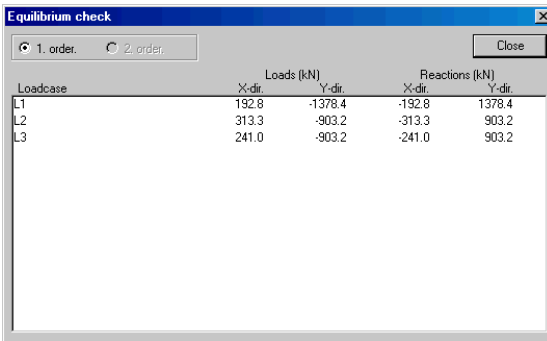 Equilibrium check
1. order. 2. order. Close
Loads (kN) Reactions (kN)
Loadcase X-dir. Y-dir. X-dir. Y-dir.
L1 192.8 -1378.4 -192.8 1378.4
L2 313.3 -903.2 -313.3 903.2
L3 241.0 -903.2 -241.0 903.2